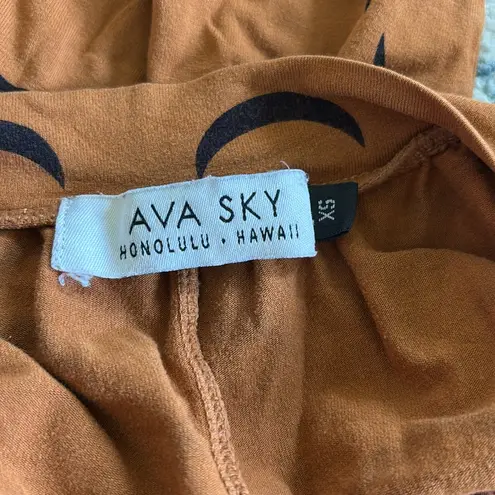 AVA SKY
HONOLULU • HAWAII
XS